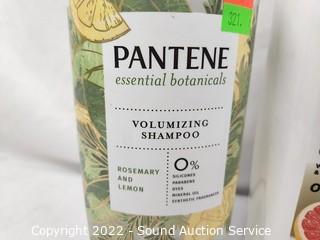 321.
PANTENE
essential botanicals
VOLUMIZING
SHAMPOO
ROSEMARY
AND
LEMON
0%
SILICONES
PARABENS
DYES
MINERAL OIL
SYNTHETIC FRAGRANCES
Copyright 2022 - Sound Auction Service